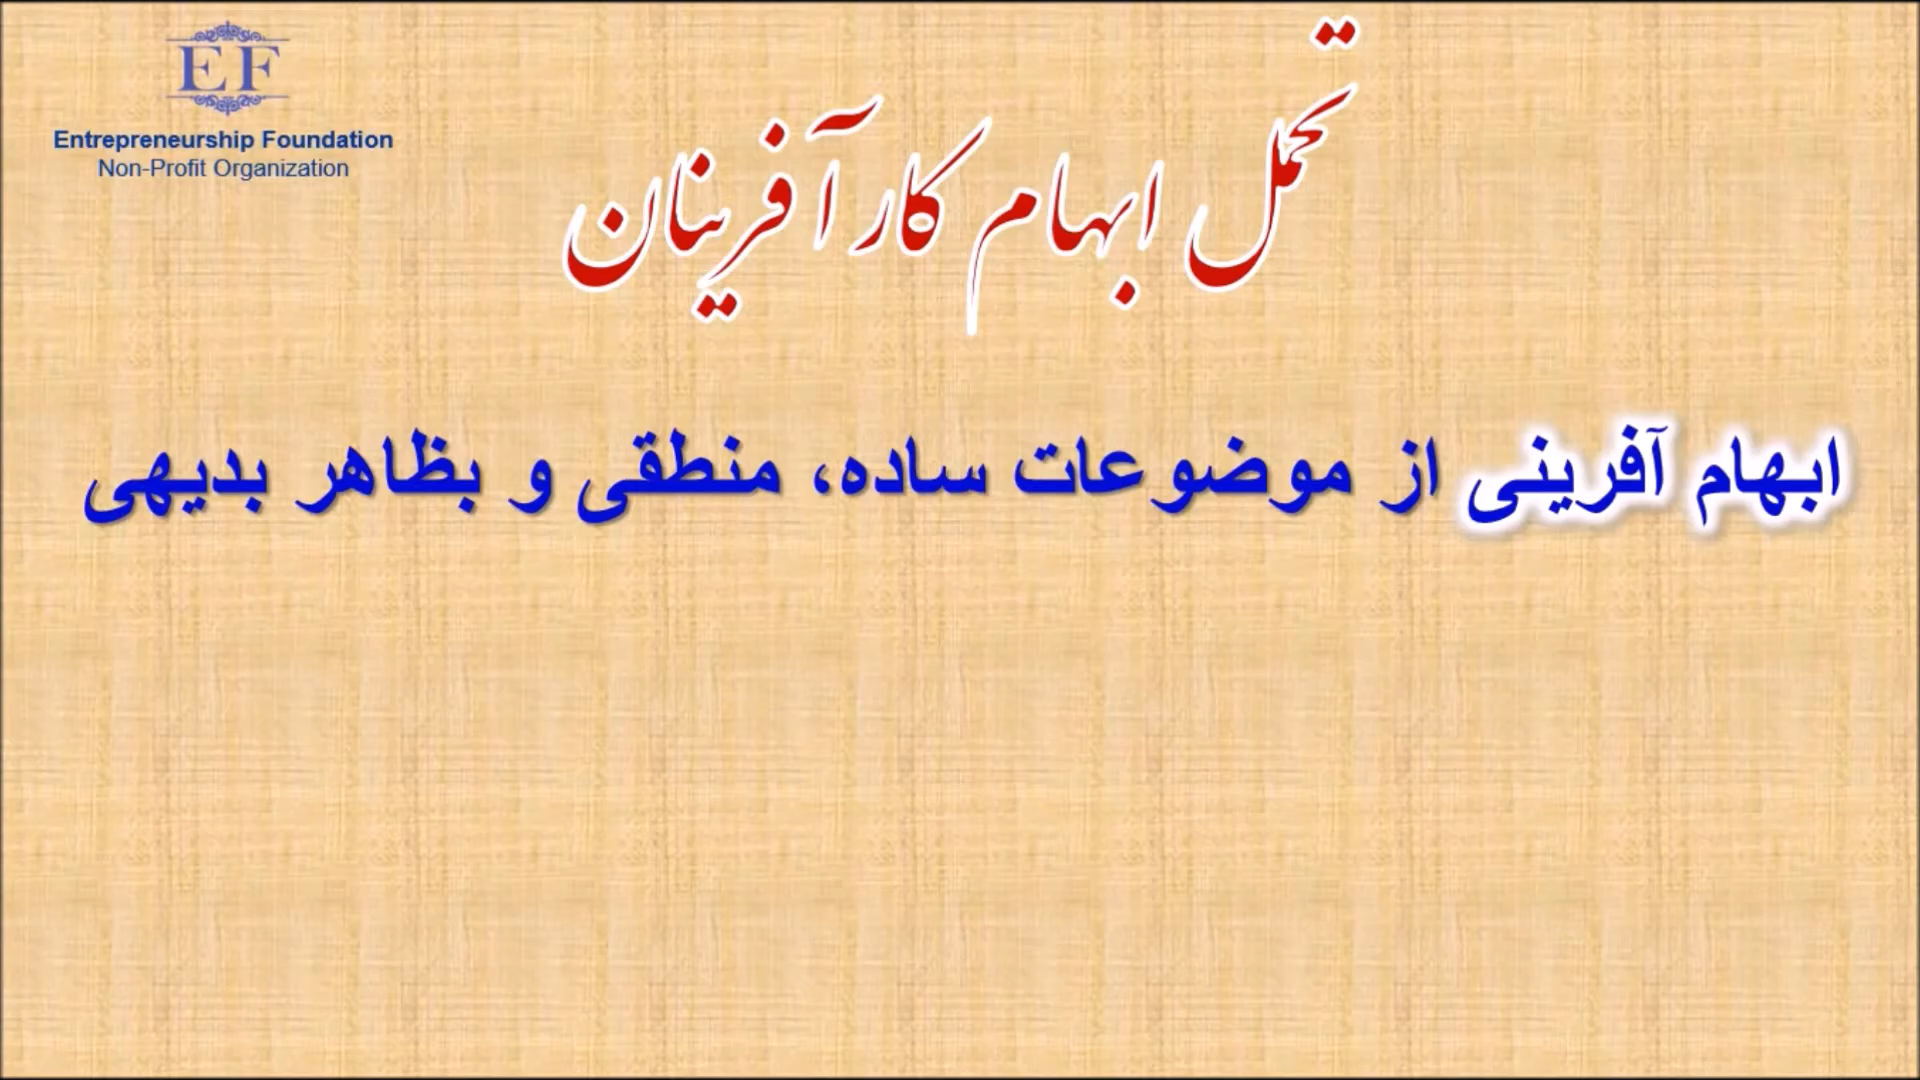 EF
Entrepreneurship Foundation
Non-Profit Organization
تحمل ابهام کارآفرینان
ابهام آفرینی از موضوعات ساده، منطقی و بظاهر بدیهی